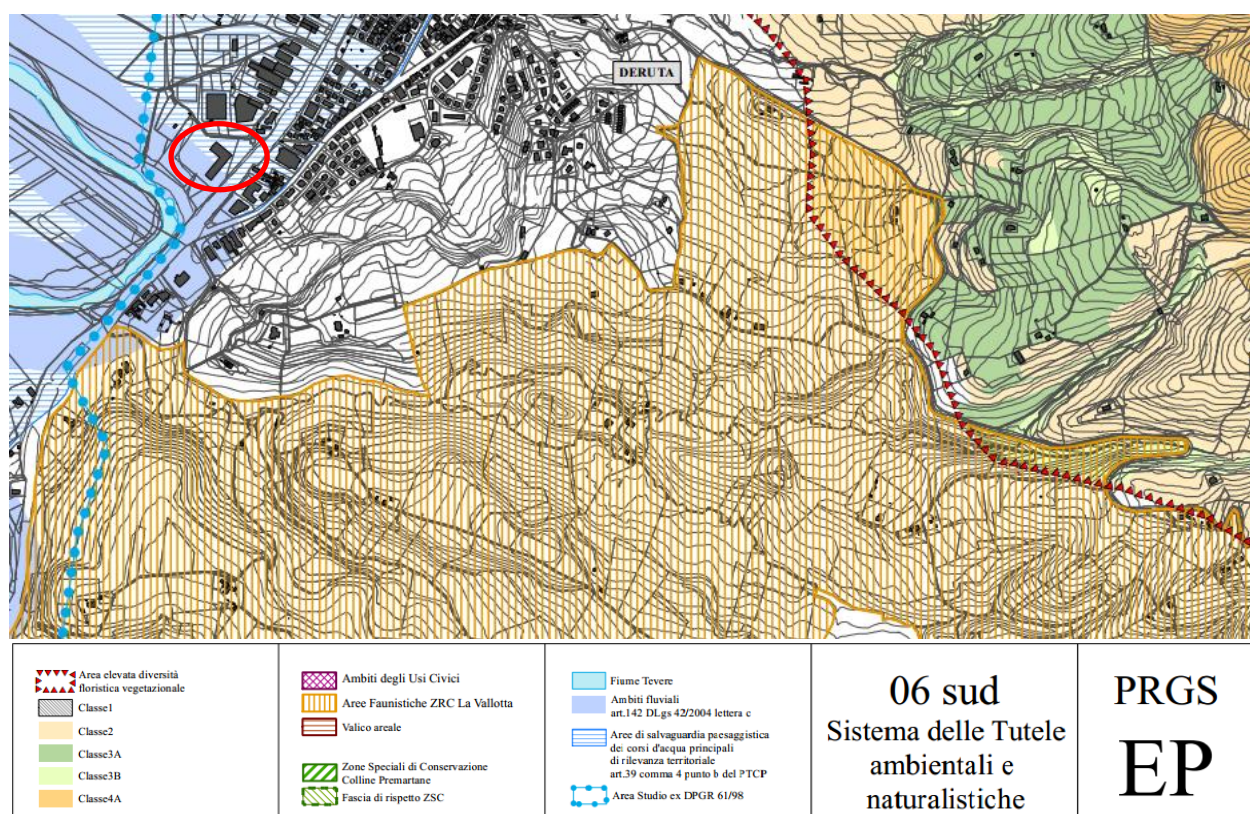 DERUTA
Area elevata diversità
floristica vegetazionale
Classe1
Classe2
Classe3A
Classe3B
Classe4A
Ambiti degli Usi Civici
Aree Faunistiche ZRC La Vallotta
Valico areale
Zone Speciali di Conservazione
Colline Premartane
Fascia di rispetto ZSC
Fiume Tevere
Ambiti fluviali
art.142 DLgs 42/2004 lettera c
Aree di salvaguardia paesaggistica
dei corsi d'acqua principali
di rilevanza territoriale
art.39 comma 4 punto b del PTCP
Area Studio ex DPGR 61/98
06 sud
Sistema delle Tutele
ambientali e
naturalistiche
PRGS
EP